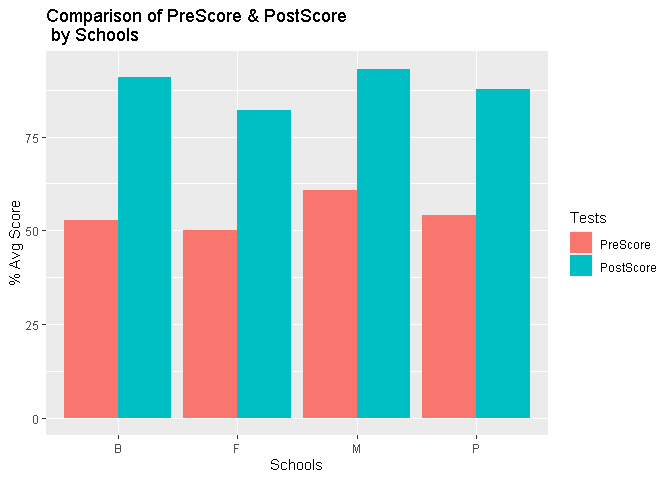 Comparison of PreScore & PostScore
by Schools
% Avg Score
75
50
25
0
B F M P
Schools
Tests
PreScore
PostScore